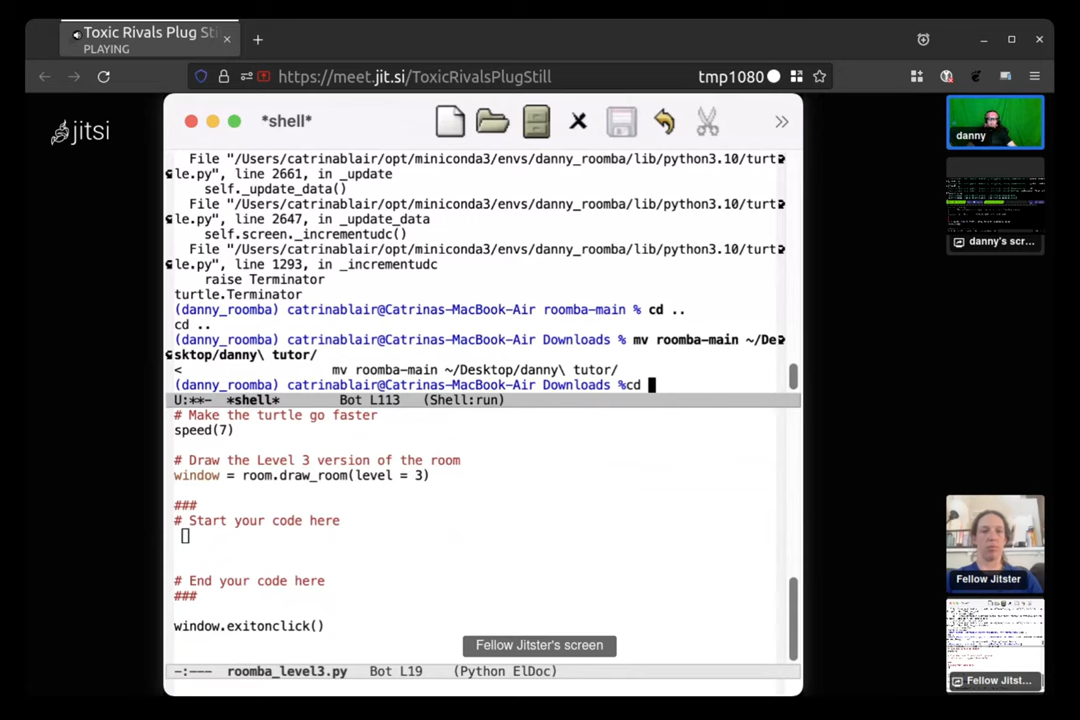 Toxic Rivals Plug Sti
PLAYING
https://meet.jit.si/ToxicRivalsPlugStill
tmp1080
jitsi
*shell*
File "/Users/catrinablair/opt/miniconda3/envs/danny_roomba/lib/python3.10/turt
le.py", line 2661, in _update
self._update_data()
File "/Users/catrinablair/opt/miniconda3/envs/danny_roomba/lib/python3.10/turt
le.py", line 2647, in _update_data
self.screen._incrementudc()
File "/Users/catrinablair/opt/miniconda3/envs/danny_roomba/lib/python3.10/turt
le.py", line 1293, in _incrementudc
raise Terminator
turtle.Terminator
(danny_roomba) catrinablair@Catrinas-MacBook-Air roomba-main % cd ..
cd ..
(danny_roomba) catrinablair@Catrinas-MacBook-Air Downloads % mv roomba-main ~/De
sktop/danny\ tutor/
< mv roomba-main ~/Desktop/danny\ tutor/
(danny_roomba) catrinablair@Catrinas-MacBook-Air Downloads %cd
U:**- *shell* Bot L113 (Shell:run)
# Make the turtle go faster
speed(7)
# Draw the Level 3 version of the room
window = room.draw_room(level = 3)
###
# Start your code here
# End your code here
###
window.exitonclick()
Fellow Jitster's screen
-:--- roomba_level3.py Bot L19 (Python ElDoc)
danny
danny's scr...
Fellow Jitster
Fellow Jitst...